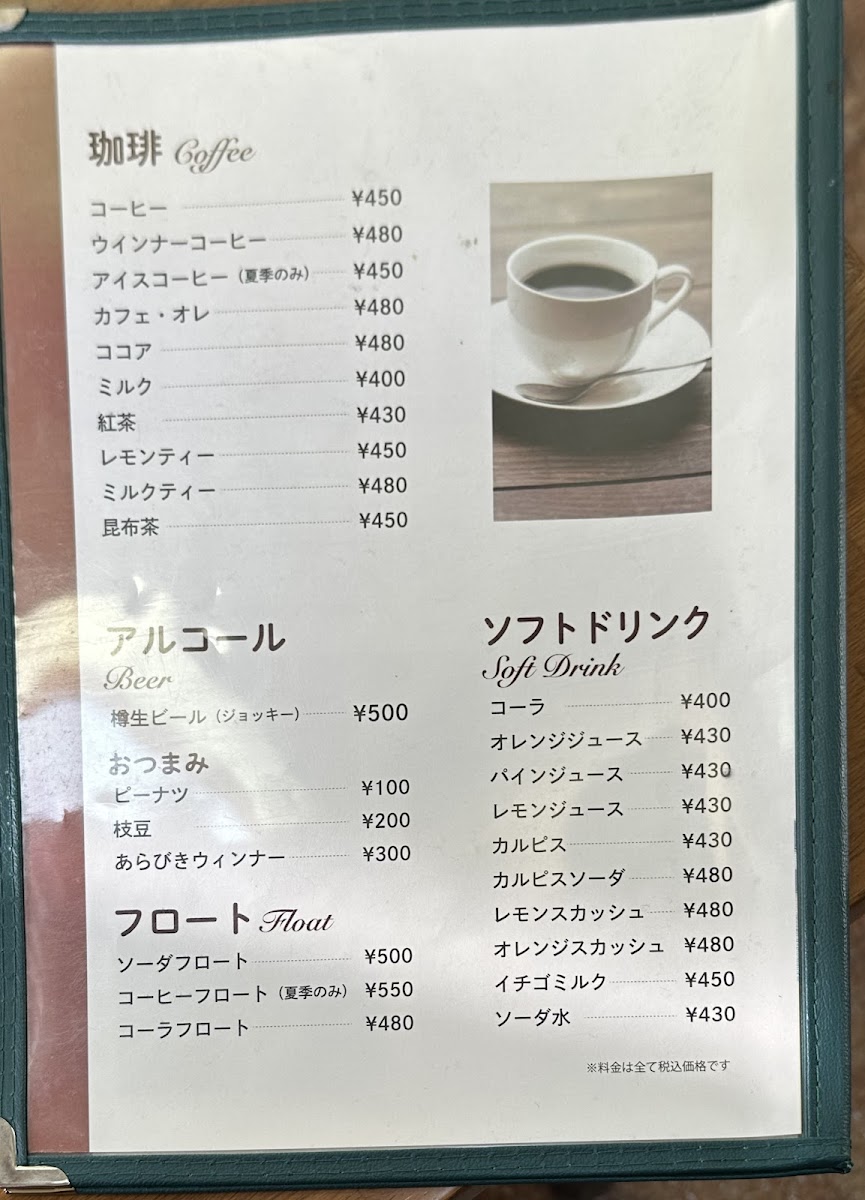 珈琲 Coffee
コーヒー ¥450
ウインナーコーヒー ¥480
アイスコーヒー（夏季のみ） ¥450
カフェ・オレ ¥480
ココア ¥480
ミルク ¥400
紅茶 ¥430
レモンティー ¥450
ミルクティー ¥480
昆布茶 ¥450
アルコール
Beer
樽生ビール（ジョッキー） ¥500
おつまみ
ピーナツ ¥100
枝豆 ¥200
あらびきウィンナー ¥300
フロート Float
ソーダフロート ¥500
コーヒーフロート（夏季のみ） ¥550
コーラフロート ¥480
ソフトドリンク
Soft Drink
コーラ ¥400
オレンジジュース ¥430
パインジュース ¥430
レモンジュース ¥430
カルピス ¥430
カルピスソーダ ¥480
レモンスカッシュ ¥480
オレンジスカッシュ ¥480
イチゴミルク ¥450
ソーダ水 ¥430
※料金は全て税込価格です